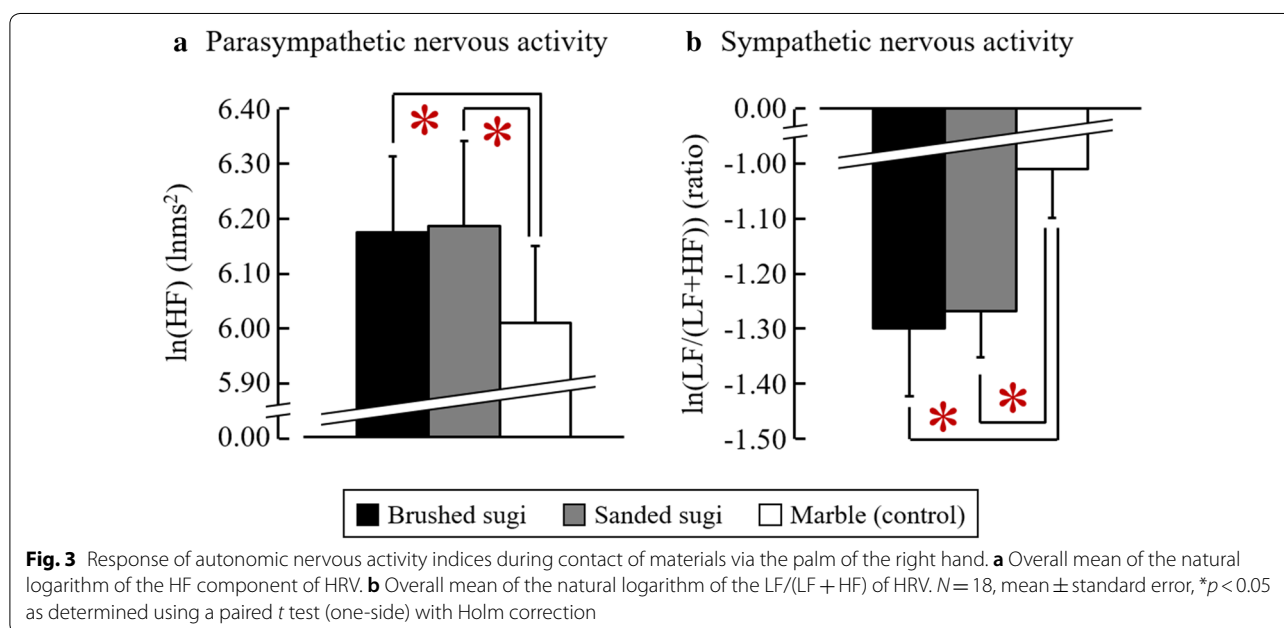 a Parasympathetic nervous activity
b Sympathetic nervous activity
ln(HF) (lnms²)
6.40
6.30
6.20
6.10
6.00
5.90
0.00
*
*
ln(LF/(LF+HF)) (ratio)
0.00
-1.00
-1.10
-1.20
-1.30
-1.40
-1.50
*
*
Brushed sugi Sanded sugi Marble (control)
Fig. 3 Response of autonomic nervous activity indices during contact of materials via the palm of the right hand. a Overall mean of the natural
logarithm of the HF component of HRV. b Overall mean of the natural logarithm of the LF/(LF + HF) of HRV. N = 18, mean ± standard error, *p < 0.05
as determined using a paired t test (one-side) with Holm correction